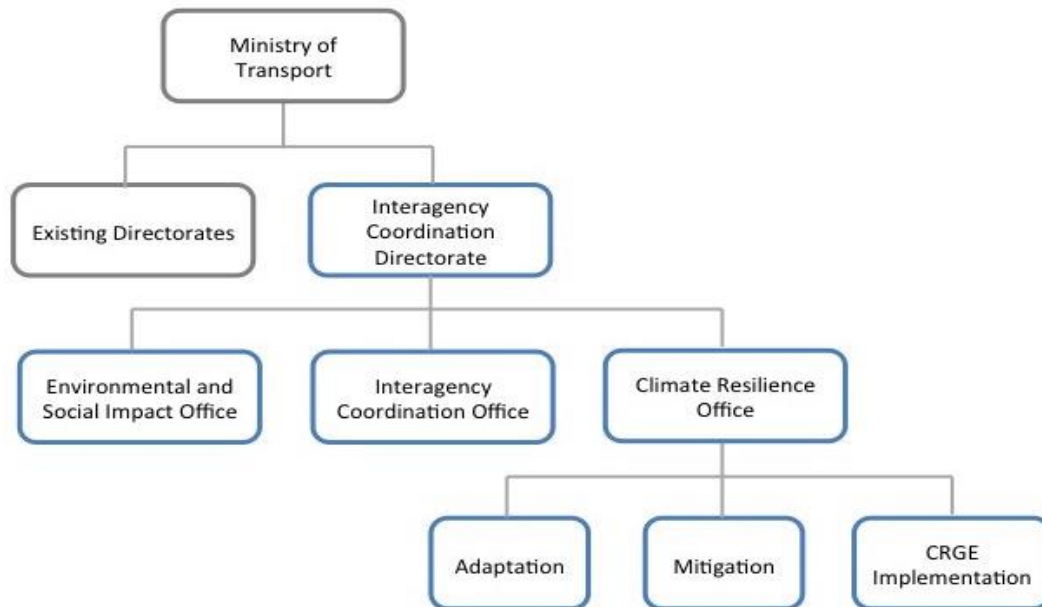 Ministry of
Transport
Existing Directorates
Interagency
Coordination
Directorate
Environmental and
Social Impact Office
Interagency
Coordination Office
Climate Resilience
Office
Adaptation
Mitigation
CRGE
Implementation